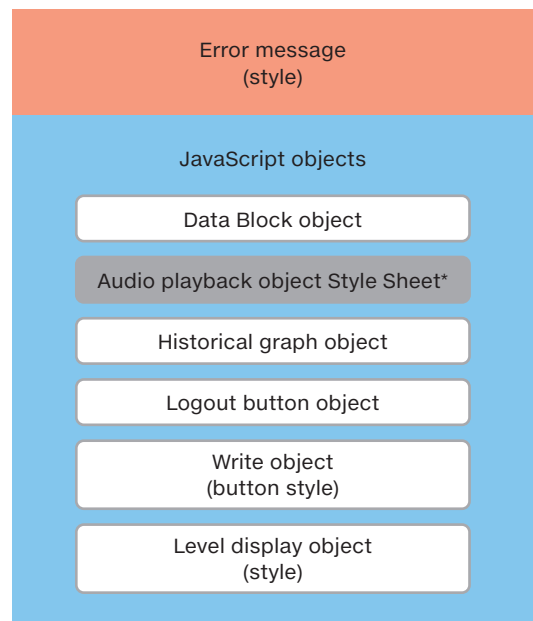 Error message
(style)
JavaScript objects
Data Block object
Audio playback object Style Sheet*
Historical graph object
Logout button object
Write object
(button style)
Level display object
(style)